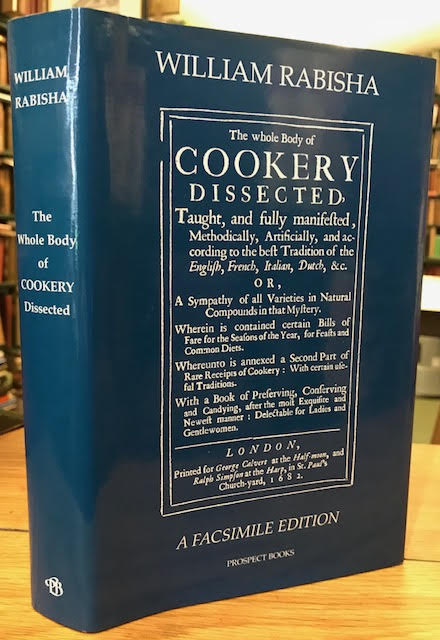 WILLIAM
RABISHA
The
Whole Body
of
COOKERY
Dissected
PB
WILLIAM RABISHA
The whole Body of
COOKERY
DISSECTED,
Taught, and fully manifested,
Methodically, Artificially, and ac-
cording to the best Tradition of the
English, French, Italian, Dutch, &c.
OR,
A Sympathy of all Varieties in Natural
Compounds in that Mystery.
Wherein is contained certain Bills of
Fare for the Seasons of the Year, for Feasts and
Common Diets.
Whereunto is annexed a Second Part of
Rare Receipts of Cookery: With certain use-
ful Traditions.
With a Book of Preserving, Conserving
and Candying, after the most Exquisite and
Newest manner: Delectable for Ladies and
Gentlewomen.
LONDON,
Printed for George Calvert at the Half-moon, and
Ralph Simpson at the Harp, in St. Paul's
Church-yard, 1682.
A FACSIMILE EDITION
PROSPECT BOOKS